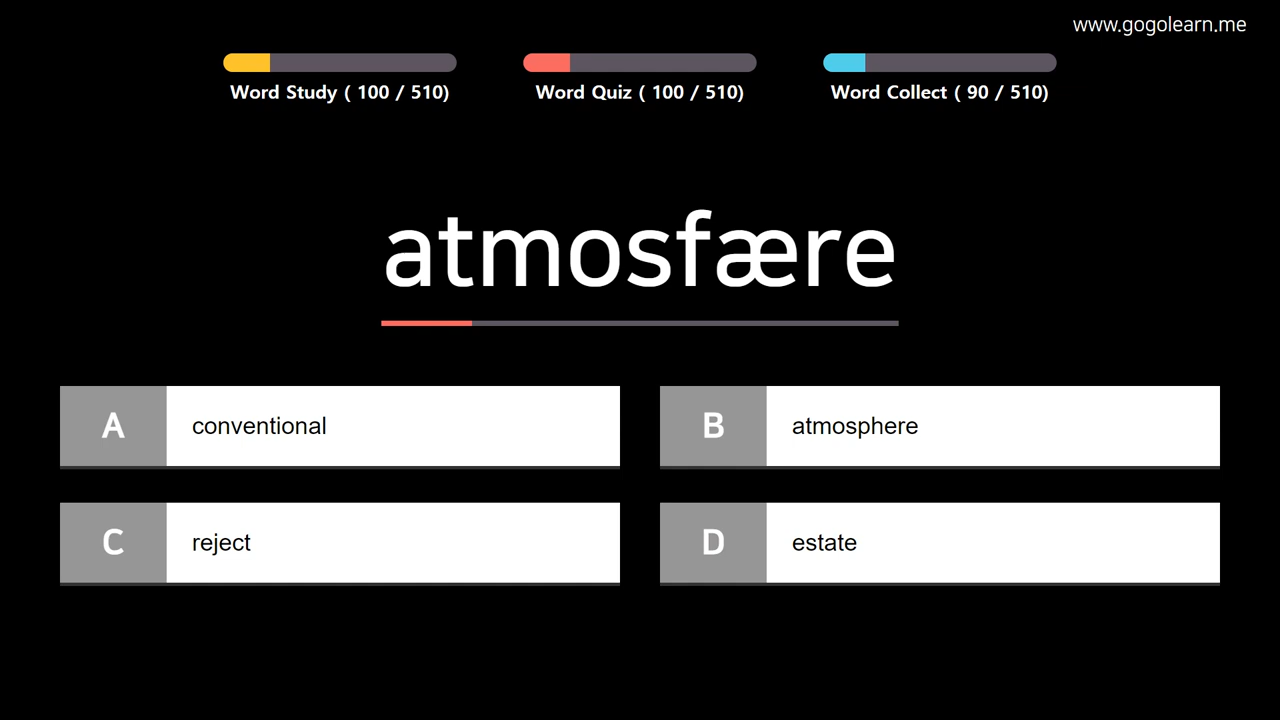 www.gogolearn.me
Word Study ( 100 / 510)
Word Quiz ( 100 / 510)
Word Collect ( 90 / 510)
atmosfære
A conventional
B atmosphere
C reject
D estate